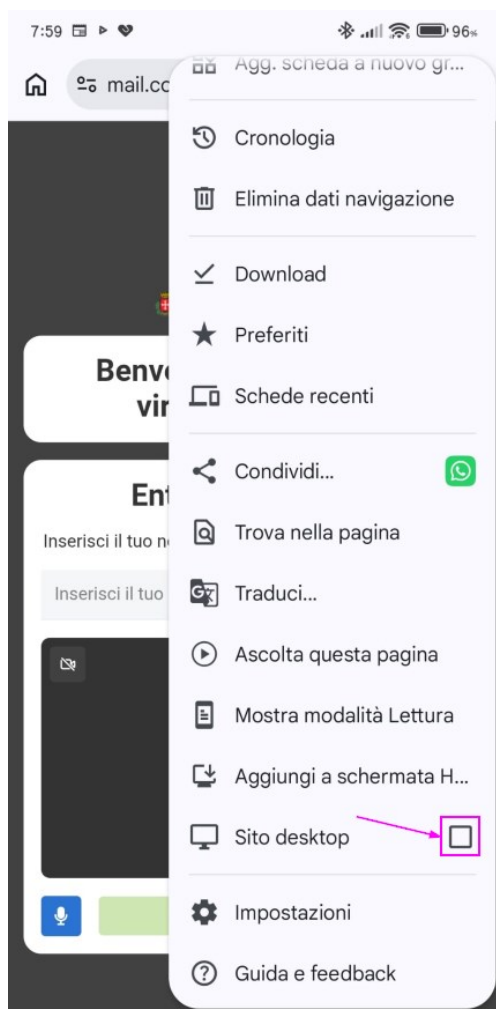 7:59
96%
mail.cc
Agg. scheda a nuovo gr...
Cronologia
Elimina dati navigazione
Download
Preferiti
Schede recenti
Condividi...
Trova nella pagina
Traduci...
Ascolta questa pagina
Mostra modalità Lettura
Aggiungi a schermata H...
Sito desktop
Impostazioni
Guida e feedback
Benv
vir
Ent
Inserisci il tuo n
Inserisci il tuo